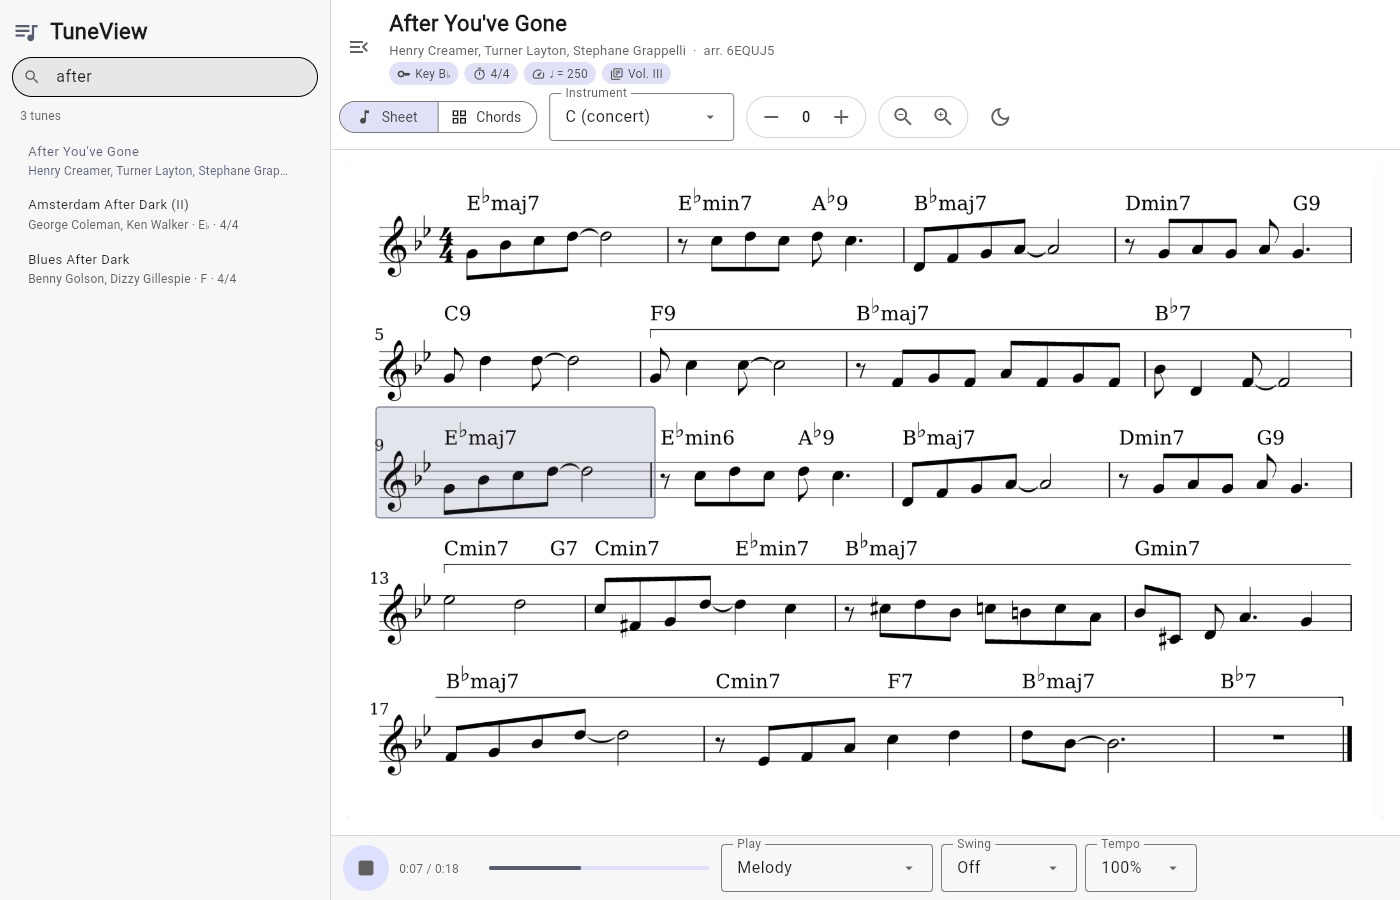 TuneView
after
3 tunes
After You've Gone
Henry Creamer, Turner Layton, Stephane Grap...
Amsterdam After Dark (II)
George Coleman, Ken Walker · E♭ · 4/4
Blues After Dark
Benny Golson, Dizzy Gillespie · F · 4/4
After You've Gone
Henry Creamer, Turner Layton, Stephane Grappelli · arr. 6EQUJ5
Key B♭ 4/4 ♩ = 250 Vol. III
Sheet Chords
Instrument
C (concert)
0
E♭maj7 E♭min7 A♭9 B♭maj7 Dmin7 G9
4
4
C9 F9 B♭maj7 B♭7
5
E♭maj7 E♭min6 A♭9 B♭maj7 Dmin7 G9
9
Cmin7 G7 Cmin7 E♭min7 B♭maj7 Gmin7
13
B♭maj7 Cmin7 F7 B♭maj7 B♭7
17
0:07 / 0:18
Play
Melody
Swing
Off
Tempo
100%